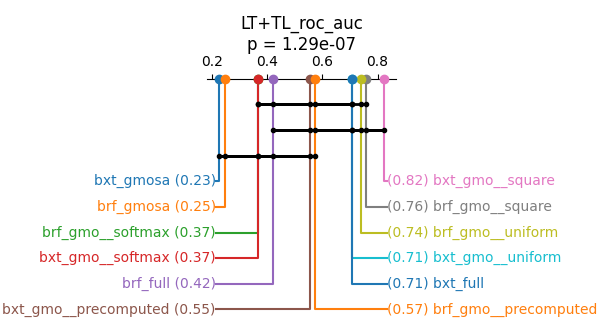 LT+TL_roc_auc
p = 1.29e-07
0.2 0.4 0.6 0.8
bxt_gmosa (0.23)
(0.82) bxt_gmo__square
brf_gmosa (0.25)
(0.76) brf_gmo__square
brf_gmo__softmax (0.37)
(0.74) brf_gmo__uniform
bxt_gmo__softmax (0.37)
(0.71) bxt_gmo__uniform
brf_full (0.42)
(0.71) bxt_full
bxt_gmo__precomputed (0.55)
(0.57) brf_gmo__precomputed